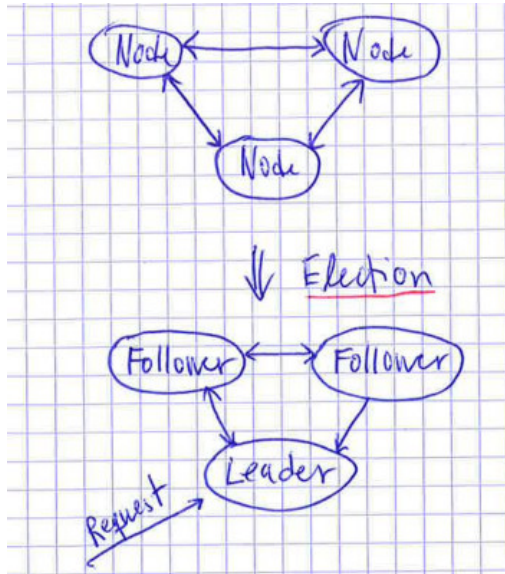 Node Node
Node
Election
Follower Follower
Leader
Request